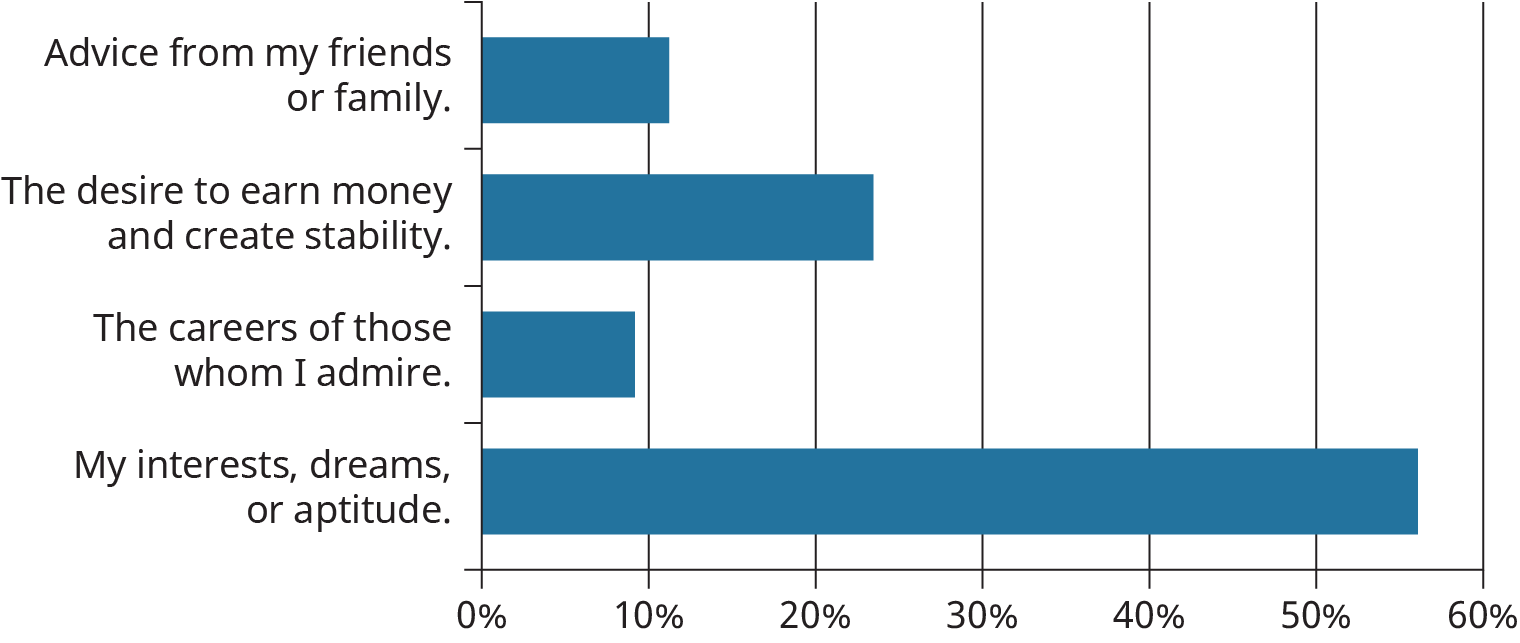 Advice from my friends
or family.
The desire to earn money
and create stability.
The careers of those
whom I admire.
My interests, dreams,
or aptitude.
0% 10% 20% 30% 40% 50% 60%